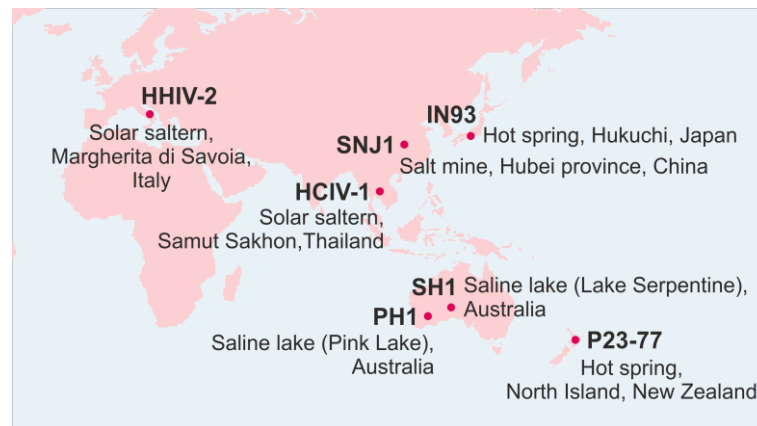 HHIV-2
Solar saltern,
Margherita di Savoia,
Italy
IN93
Hot spring, Hukuchi, Japan
SNJ1
Salt mine, Hubei province, China
HCIV-1
Solar saltern,
Samut Sakhon,Thailand
SH1 Saline lake (Lake Serpentine),
Australia
PH1
Saline lake (Pink Lake),
Australia
P23-77
Hot spring,
North Island, New Zealand